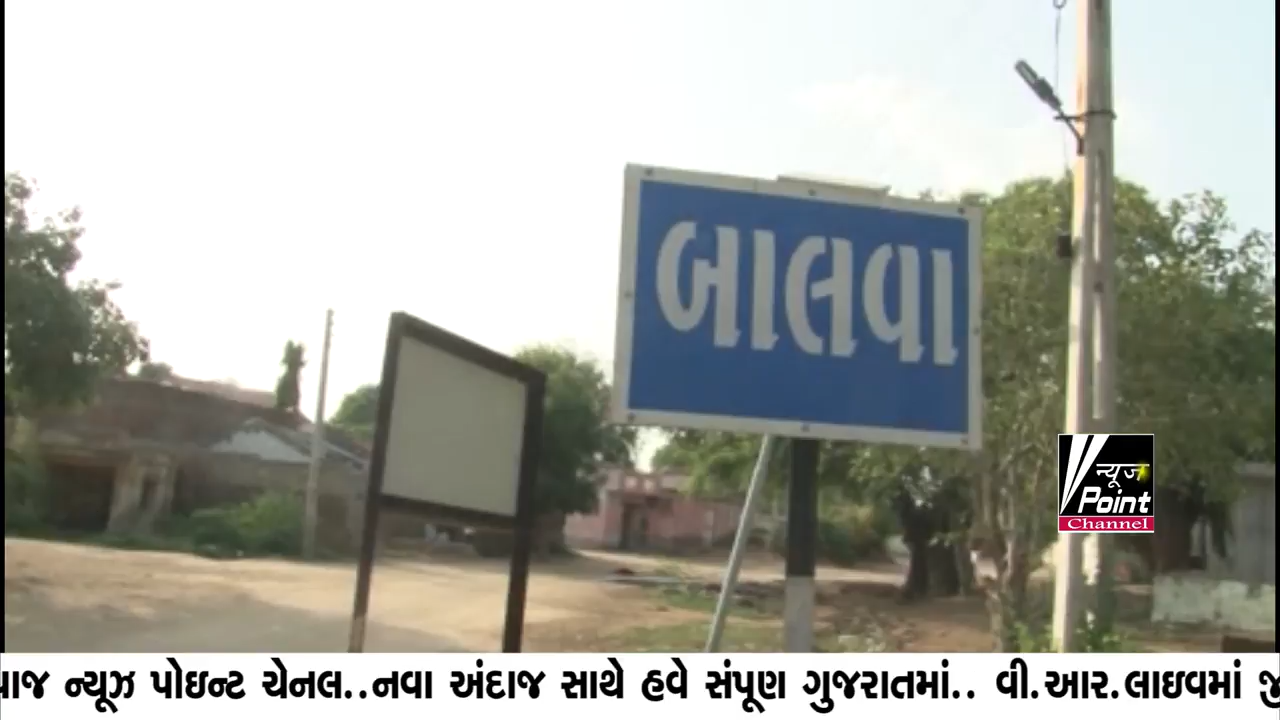 બાલવા
न्यूज
Point
Channel
ન્યૂઝ પોઇન્ટ ચેનલ..નવા અંદાજ સાથે હવે સંપૂણ ગુજરાતમાં.. વી.આર.લાઇવમાં